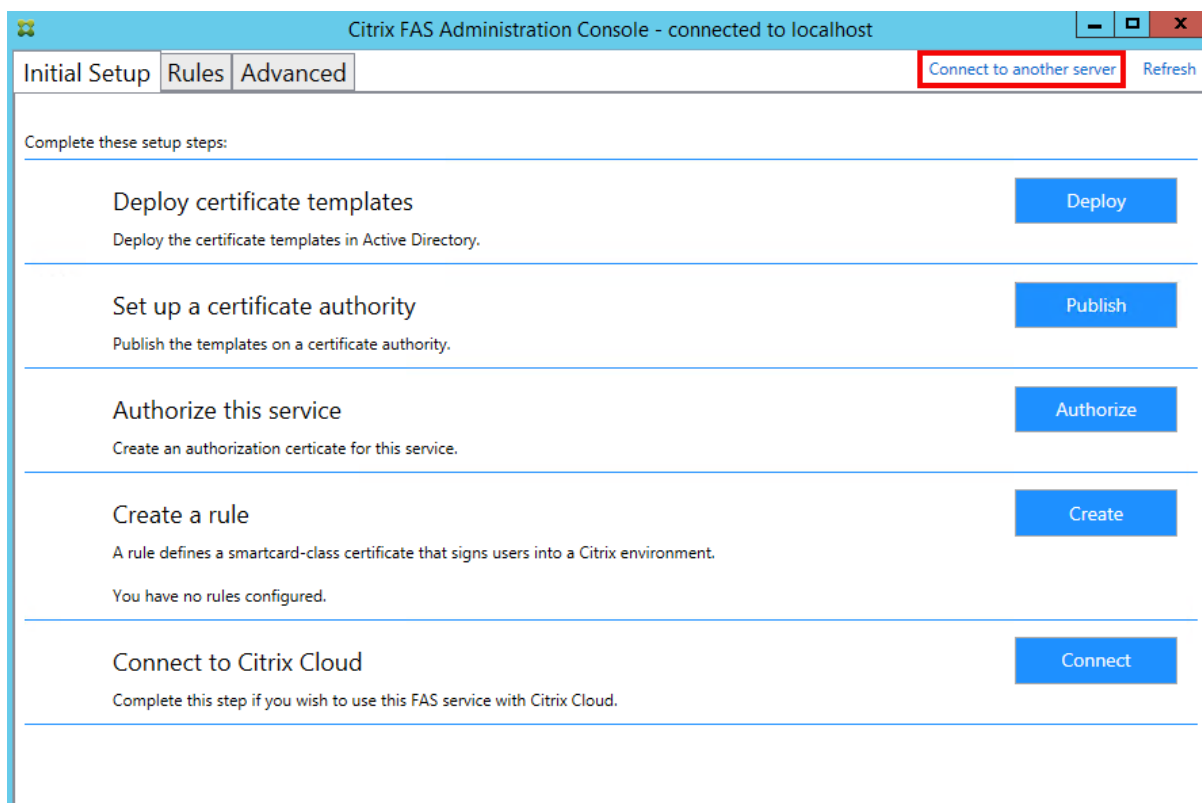 Citrix FAS Administration Console - connected to localhost
Initial Setup Rules Advanced Connect to another server Refresh
Complete these setup steps:
Deploy certificate templates
Deploy
Deploy the certificate templates in Active Directory.
Set up a certificate authority
Publish
Publish the templates on a certificate authority.
Authorize this service
Authorize
Create an authorization certicate for this service.
Create a rule
Create
A rule defines a smartcard-class certificate that signs users into a Citrix environment.
You have no rules configured.
Connect to Citrix Cloud
Connect
Complete this step if you wish to use this FAS service with Citrix Cloud.